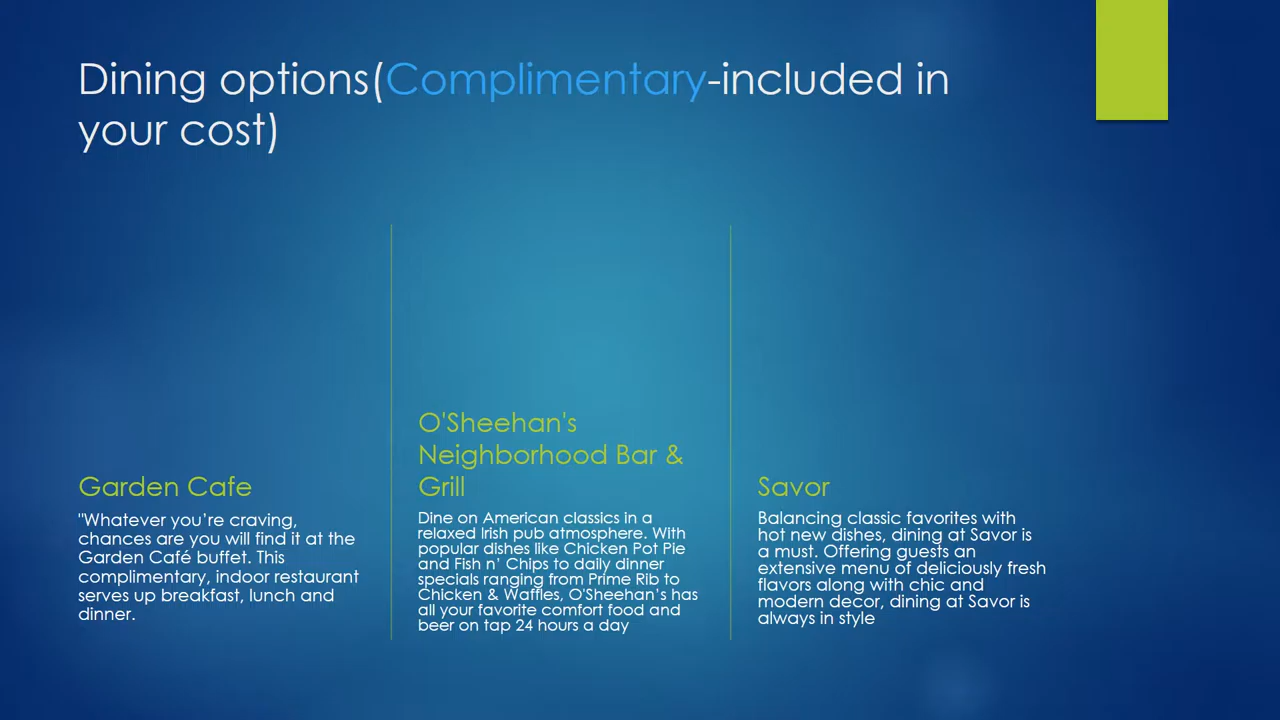 Dining options(Complimentary-included in
your cost)
Garden Cafe
"Whatever you’re craving,
chances are you will find it at the
Garden Café buffet. This
complimentary, indoor restaurant
serves up breakfast, lunch and
dinner.
O'Sheehan's
Neighborhood Bar &
Grill
Dine on American classics in a
relaxed Irish pub atmosphere. With
popular dishes like Chicken Pot Pie
and Fish n’ Chips to daily dinner
specials ranging from Prime Rib to
Chicken & Waffles, O'Sheehan’s has
all your favorite comfort food and
beer on tap 24 hours a day
Savor
Balancing classic favorites with
hot new dishes, dining at Savor is
a must. Offering guests an
extensive menu of deliciously fresh
flavors along with chic and
modern decor, dining at Savor is
always in style